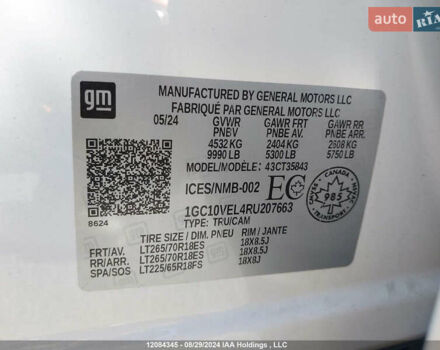 auto RIA
gm
MANUFACTURED BY GENERAL MOTORS LLC
FABRIQUÉ PAR GENERAL MOTORS LLC
05/24 GVWR GAWR FRT GAWR RR
PNBV PNBE AV. PNBE ARR.
4532 KG 2404 KG 2608 KG
9990 LB 5300 LB 5750 LB
MODEL/MODÈLE: 43CT35843
ICES/NMB-002 EC
CANADA
985
1GC10VEL4RU207663
8624
TYPE: TRU/CAM
TIRE SIZE / DIM. PNEU RIM / JANTE
FRT/AV. LT265/70R18ES 18X8.5J
RR/ARR. LT265/70R18ES 18X8.5J
SPA/SOS LT225/65R18FS 18X8J
12084345 - 08/29/2024 IAA Holdings , LLC